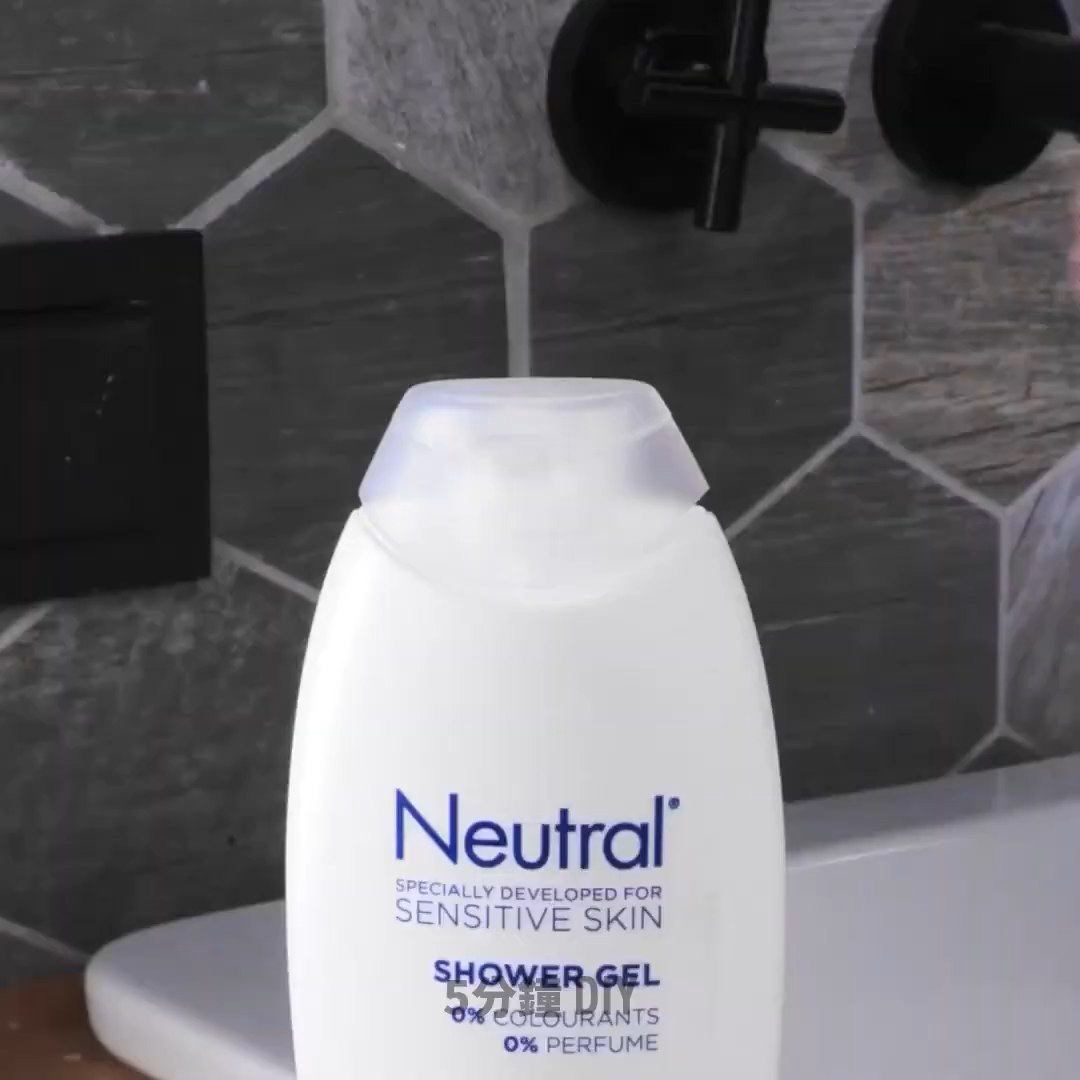 Neutral®
SPECIALLY DEVELOPED FOR
SENSITIVE SKIN
SHOWER GEL
5分鐘 DIY
0% COLOURANTS
0% PERFUME